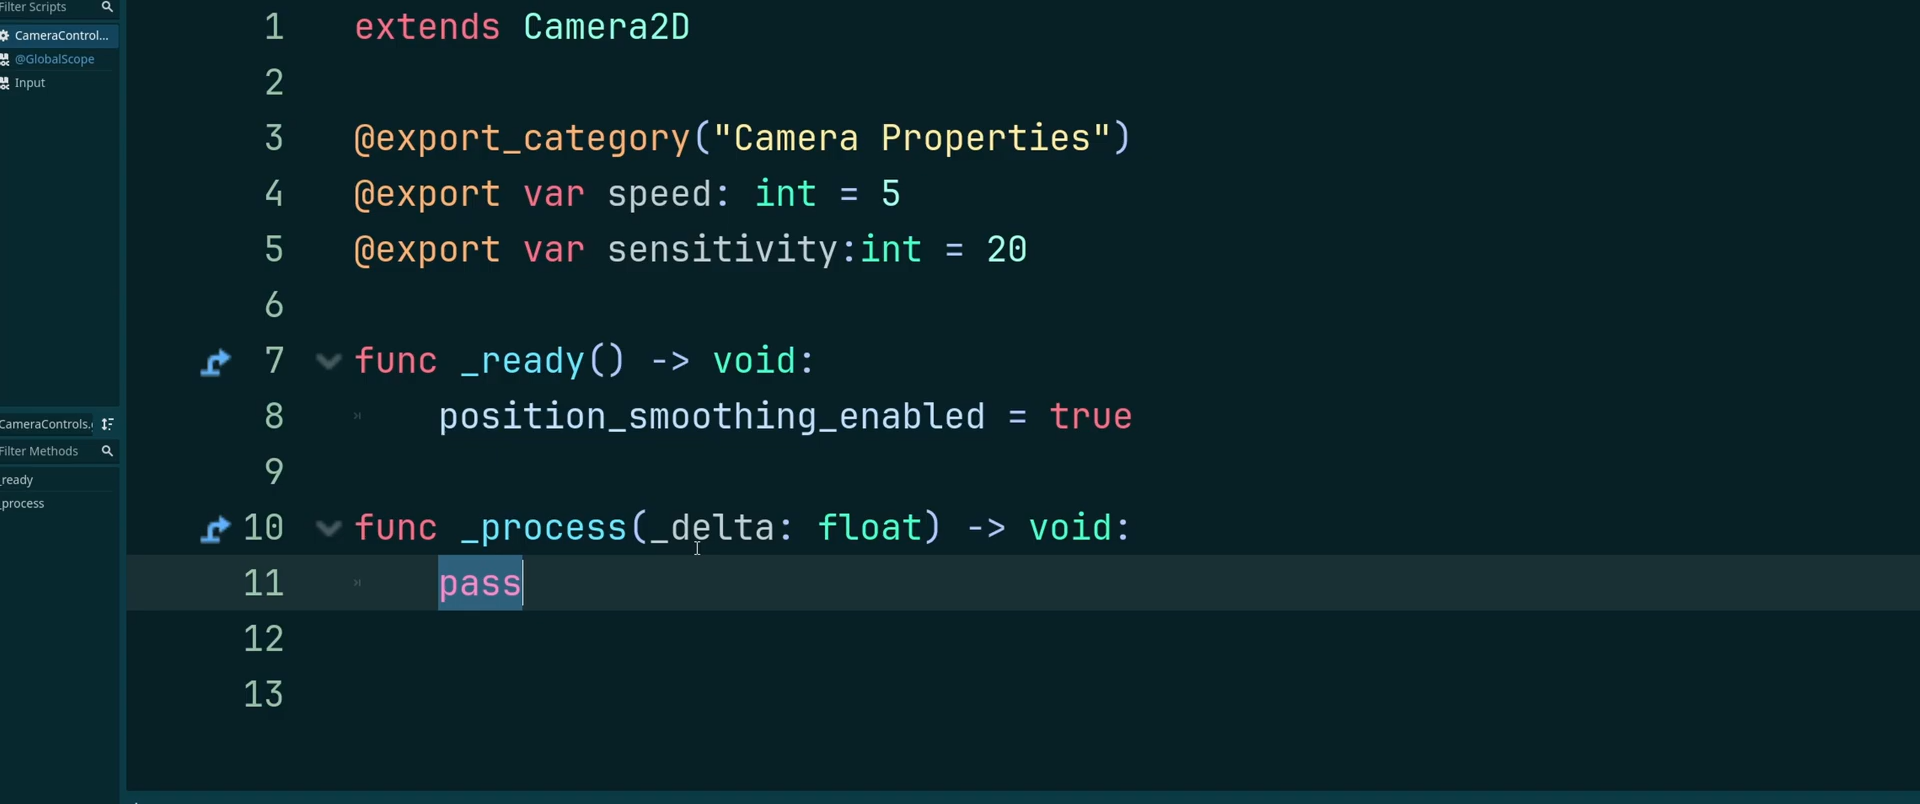 Filter Scripts
CameraControl...
@GlobalScope
Input
CameraControls.
Filter Methods
_ready
_process
1 extends Camera2D
2
3 @export_category("Camera Properties")
4 @export var speed: int = 5
5 @export var sensitivity:int = 20
6
7 func _ready() -> void:
8 position_smoothing_enabled = true
9
10 func _process(_delta: float) -> void:
11 pass
12
13